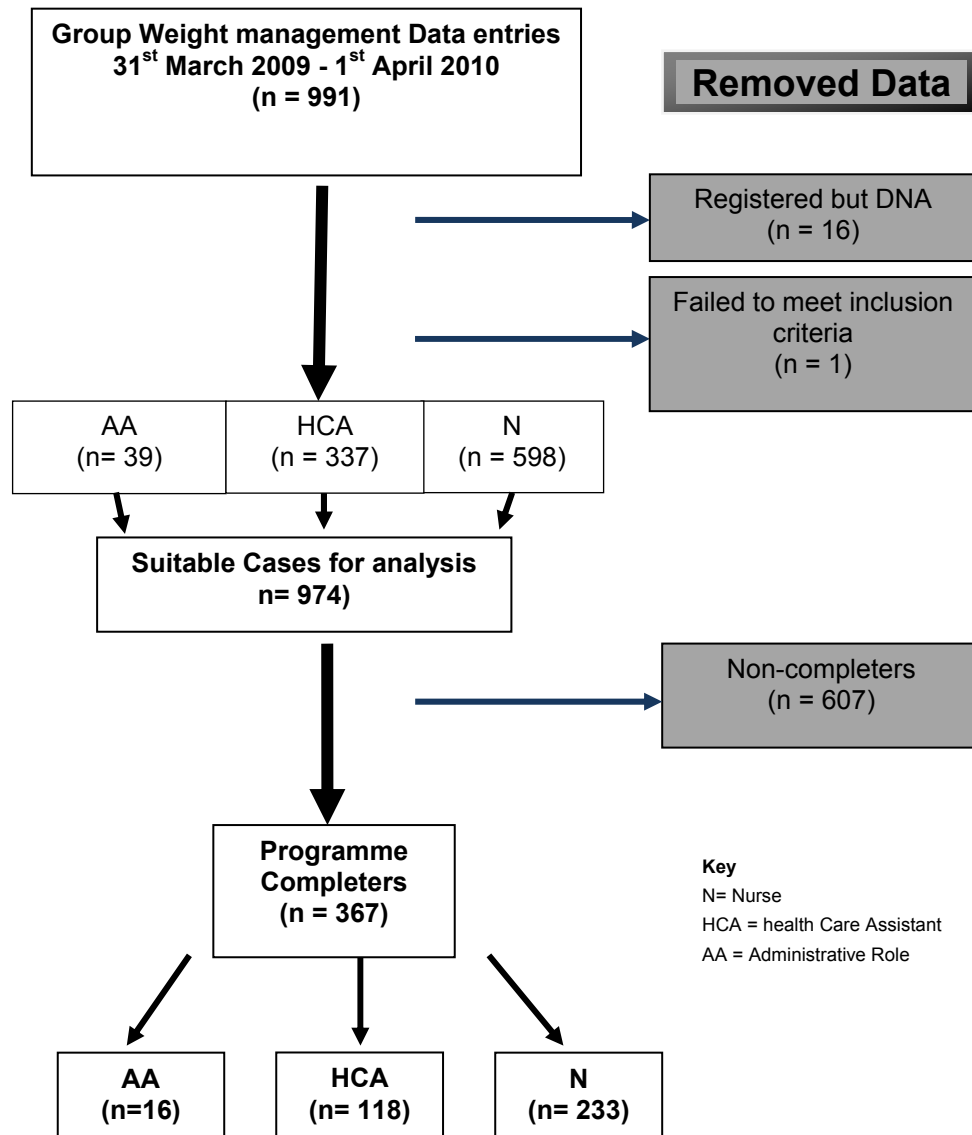 Group Weight management Data entries
31st March 2009 - 1st April 2010
(n = 991)
Removed Data
Registered but DNA
(n = 16)
Failed to meet inclusion
criteria
(n = 1)
AA
(n= 39)
HCA
(n = 337)
N
(n = 598)
Suitable Cases for analysis
n= 974)
Non-completers
(n = 607)
Programme
Completers
(n = 367)
Key
N= Nurse
HCA = health Care Assistant
AA = Administrative Role
AA
(n=16)
HCA
(n= 118)
N
(n= 233)